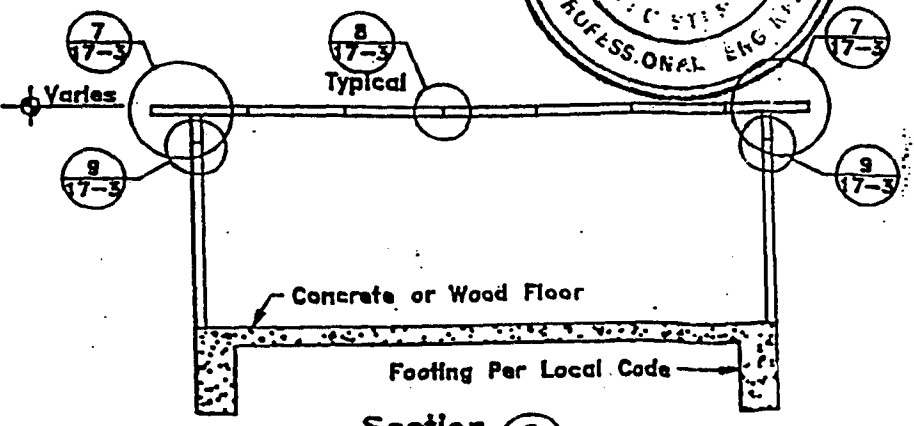 7
17-3
8
17-3
Typical
7
17-3
Varies
9
17-3
9
17-3
Concrete or Wood Floor
Footing Per Local Code
Section